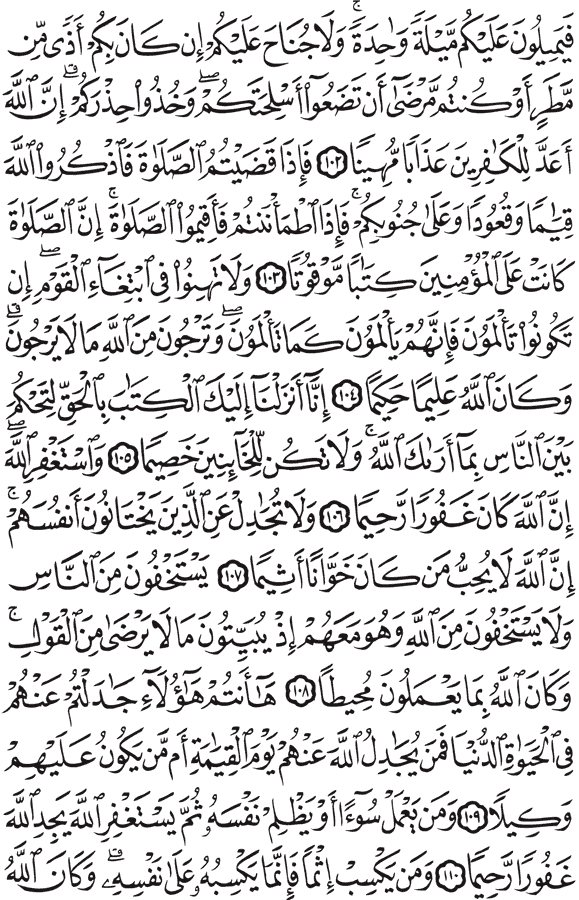 فَيَمِيلُونَ عَلَيْكُم مَّيْلَةً وَٰحِدَةً ۚ وَلَا جُنَاحَ عَلَيْكُمْ إِن كَانَ بِكُمْ أَذًى مِّن
مَّطَرٍ أَوْ كُنتُم مَّرْضَىٰٓ أَن تَضَعُوٓا۟ أَسْلِحَتَكُمْ ۖ وَخُذُوا۟ حِذْرَكُمْ ۗ إِنَّ ٱللَّهَ
أَعَدَّ لِلْكَٰفِرِينَ عَذَابًا مُّهِينًا ۝١٠٢ فَإِذَا قَضَيْتُمُ ٱلصَّلَوٰةَ فَٱذْكُرُوا۟ ٱللَّهَ
قِيَٰمًا وَقُعُودًا وَعَلَىٰ جُنُوبِكُمْ ۚ فَإِذَا ٱطْمَأْنَنتُمْ فَأَقِيمُوا۟ ٱلصَّلَوٰةَ ۚ إِنَّ ٱلصَّلَوٰةَ
كَانَتْ عَلَى ٱلْمُؤْمِنِينَ كِتَٰبًا مَّوْقُوتًا ۝١٠٣ وَلَا تَهِنُوا۟ فِى ٱبْتِغَآءِ ٱلْقَوْمِ ۖ إِن
تَكُونُوا۟ تَأْلَمُونَ فَإِنَّهُمْ يَأْلَمُونَ كَمَا تَأْلَمُونَ ۖ وَتَرْجُونَ مِنَ ٱللَّهِ مَا لَا يَرْجُونَ ۗ
وَكَانَ ٱللَّهُ عَلِيمًا حَكِيمًا ۝١٠٤ إِنَّآ أَنزَلْنَآ إِلَيْكَ ٱلْكِتَٰبَ بِٱلْحَقِّ لِتَحْكُمَ
بَيْنَ ٱلنَّاسِ بِمَآ أَرَىٰكَ ٱللَّهُ ۚ وَلَا تَكُن لِّلْخَآئِنِينَ خَصِيمًا ۝١٠٥ وَٱسْتَغْفِرِ ٱللَّهَ ۖ
إِنَّ ٱللَّهَ كَانَ غَفُورًا رَّحِيمًا ۝١٠٦ وَلَا تُجَٰدِلْ عَنِ ٱلَّذِينَ يَخْتَانُونَ أَنفُسَهُمْ ۚ
إِنَّ ٱللَّهَ لَا يُحِبُّ مَن كَانَ خَوَّانًا أَثِيمًا ۝١٠٧ يَسْتَخْفُونَ مِنَ ٱلنَّاسِ
وَلَا يَسْتَخْفُونَ مِنَ ٱللَّهِ وَهُوَ مَعَهُمْ إِذْ يُبَيِّتُونَ مَا لَا يَرْضَىٰ مِنَ ٱلْقَوْلِ ۚ
وَكَانَ ٱللَّهُ بِمَا يَعْمَلُونَ مُحِيطًا ۝١٠٨ هَٰٓأَنتُمْ هَٰٓؤُلَآءِ جَٰدَلْتُمْ عَنْهُمْ
فِى ٱلْحَيَوٰةِ ٱلدُّنْيَا فَمَن يُجَٰدِلُ ٱللَّهَ عَنْهُمْ يَوْمَ ٱلْقِيَٰمَةِ أَم مَّن يَكُونُ عَلَيْهِمْ
وَكِيلًا ۝١٠٩ وَمَن يَعْمَلْ سُوٓءًا أَوْ يَظْلِمْ نَفْسَهُۥ ثُمَّ يَسْتَغْفِرِ ٱللَّهَ يَجِدِ ٱللَّهَ
غَفُورًا رَّحِيمًا ۝١١٠ وَمَن يَكْسِبْ إِثْمًا فَإِنَّمَا يَكْسِبُهُۥ عَلَىٰ نَفْسِهِۦ ۚ وَكَانَ ٱللَّهُ